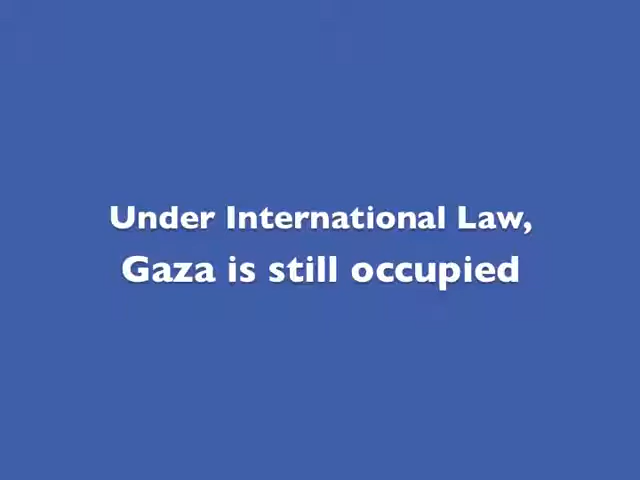 Under International Law,
Gaza is still occupied